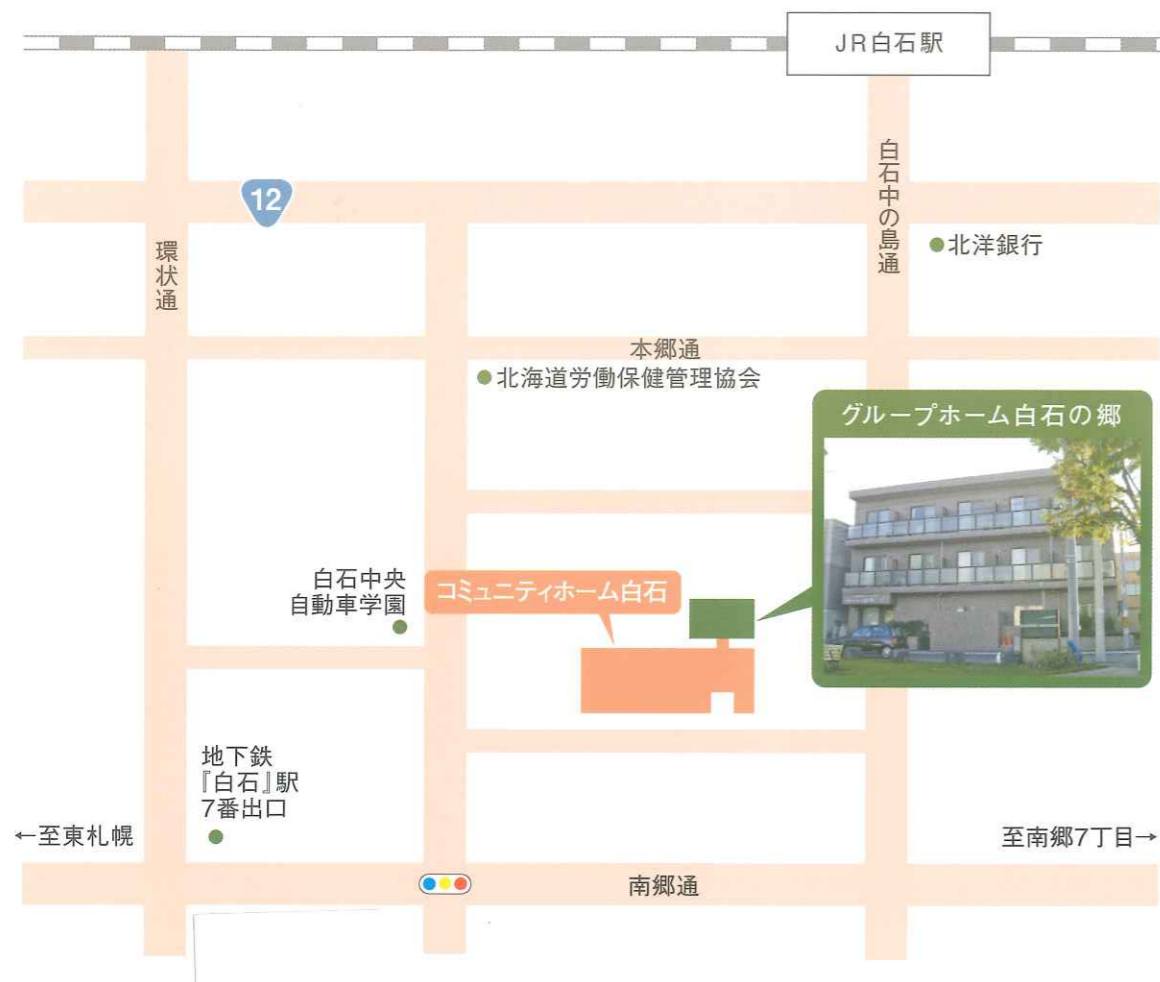 JR白石駅
12
白石中の島通
環状通
北洋銀行
本郷通
北海道労働保健管理協会
グループホーム白石の郷
白石中央
自動車学園
コミュニティホーム白石
地下鉄
『白石』駅
7番出口
←至東札幌
至南郷7丁目→
南郷通